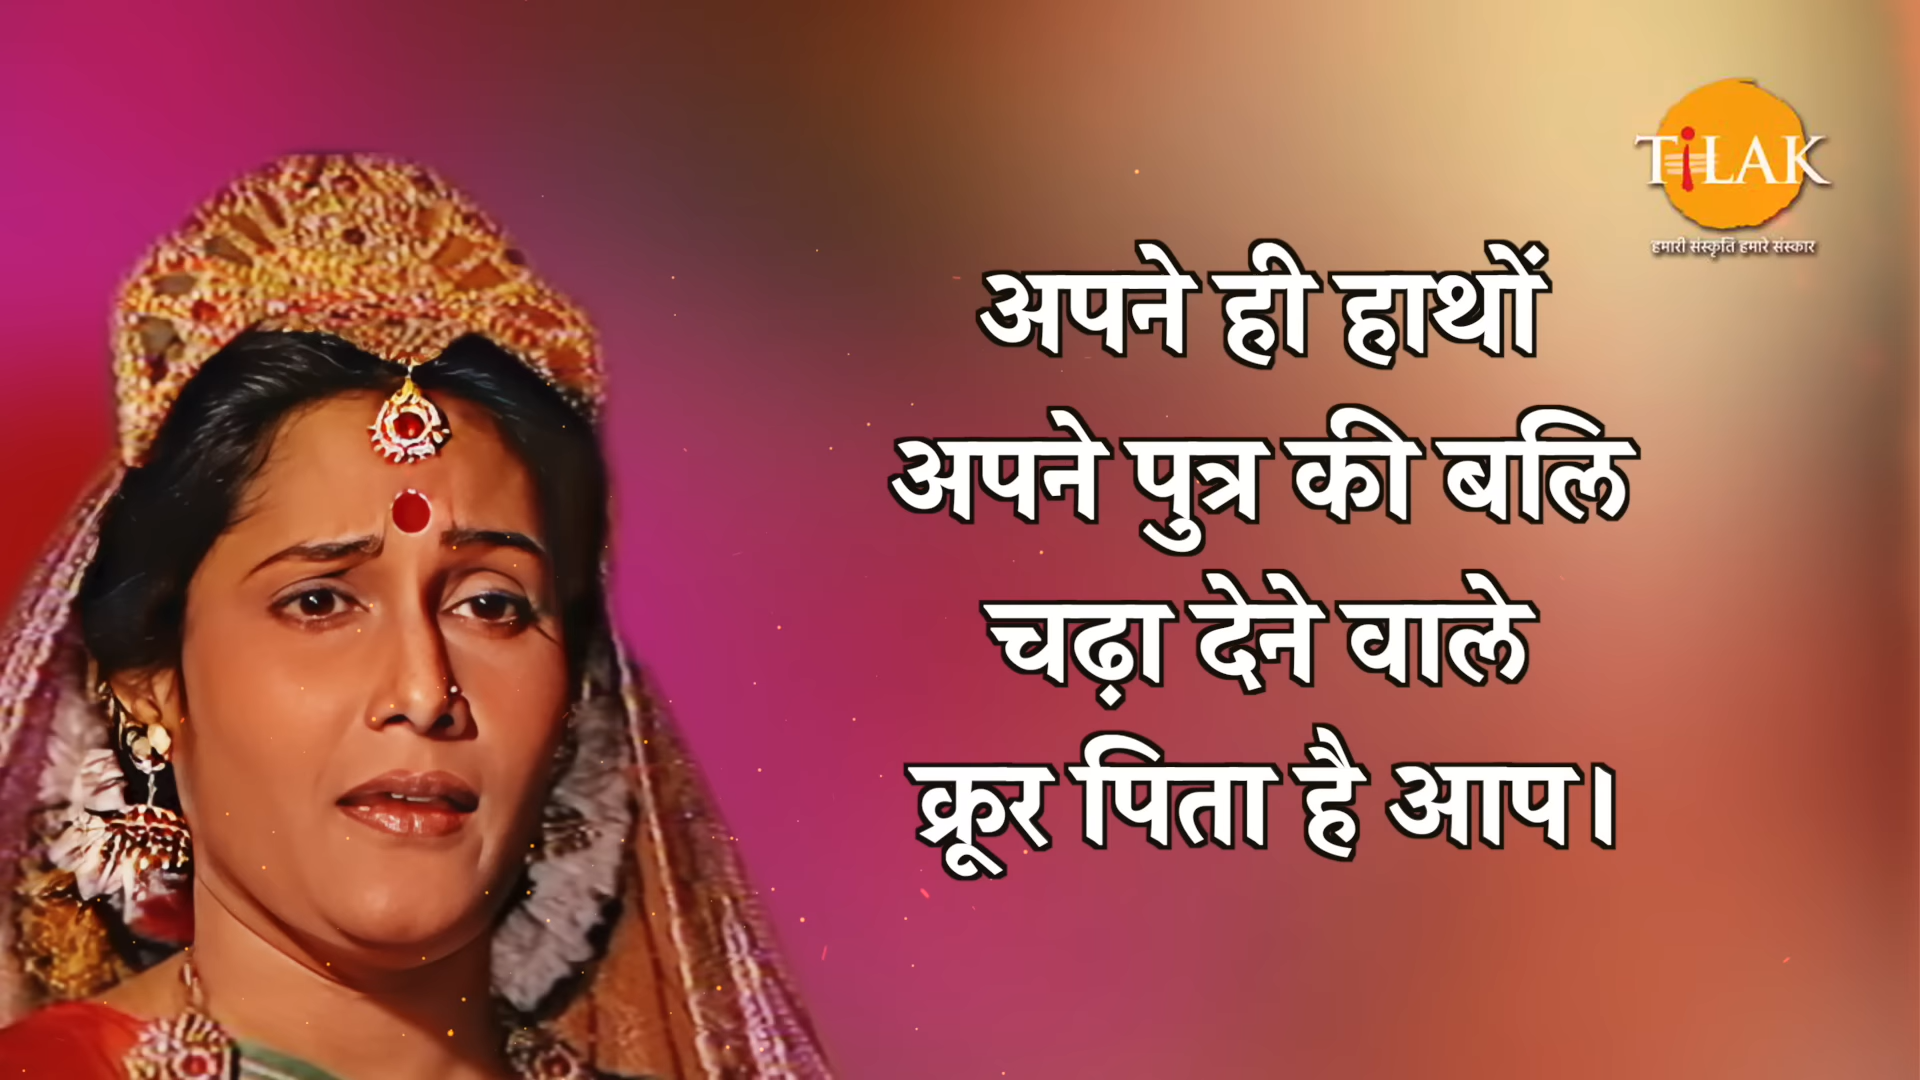 TiLAK
हमारी संस्कृति हमारे संस्कार
अपने ही हाथों
अपने पुत्र की बलि
चढ़ा देने वाले
क्रूर पिता है आप।